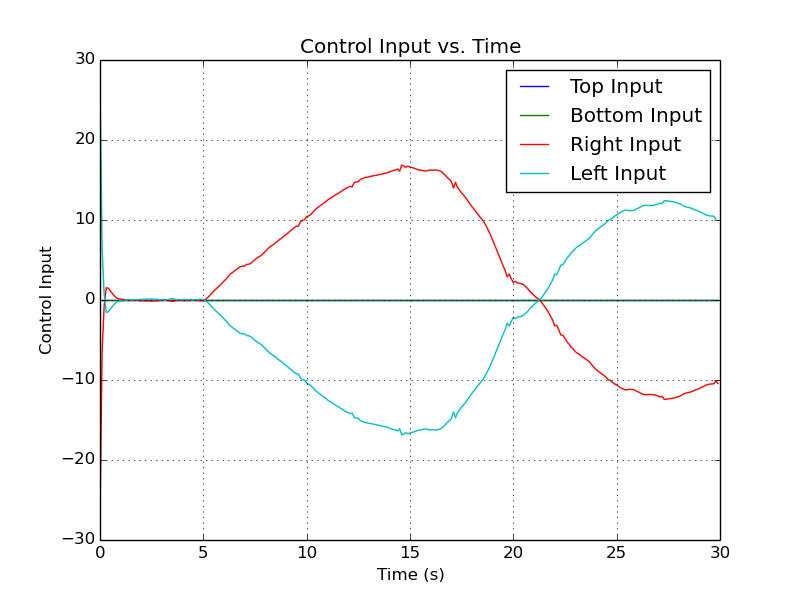 Control Input vs. Time
Top Input
Bottom Input
Right Input
Left Input
30
20
10
0
−10
−20
−30
Control Input
0 5 10 15 20 25 30
Time (s)